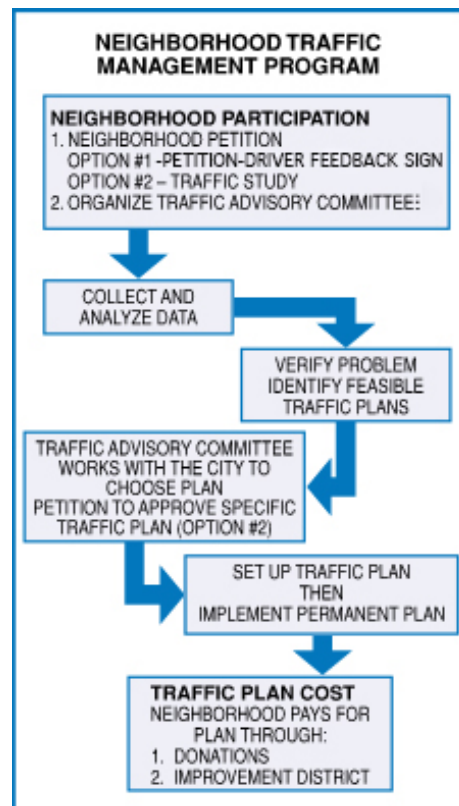 NEIGHBORHOOD TRAFFIC
MANAGEMENT PROGRAM
NEIGHBORHOOD PARTICIPATION
1. NEIGHBORHOOD PETITION
OPTION #1 -PETITION-DRIVER FEEDBACK SIGN
OPTION #2 – TRAFFIC STUDY
2. ORGANIZE TRAFFIC ADVISORY COMMITTEE:
COLLECT AND
ANALYZE DATA
VERIFY PROBLEM
IDENTIFY FEASIBLE
TRAFFIC PLANS
TRAFFIC ADVISORY COMMITTEE
WORKS WITH THE CITY TO
CHOOSE PLAN
PETITION TO APPROVE SPECIFIC
TRAFFIC PLAN (OPTION #2)
SET UP TRAFFIC PLAN
THEN
IMPLEMENT PERMANENT PLAN
TRAFFIC PLAN COST
NEIGHBORHOOD PAYS FOR
PLAN THROUGH:
1. DONATIONS
2. IMPROVEMENT DISTRICT